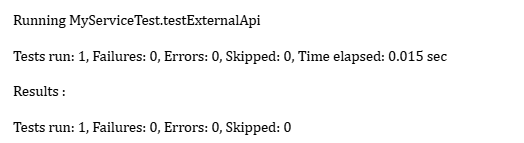 Running MyServiceTest.testExternalApi
Tests run: 1, Failures: 0, Errors: 0, Skipped: 0, Time elapsed: 0.015 sec
Results :
Tests run: 1, Failures: 0, Errors: 0, Skipped: 0